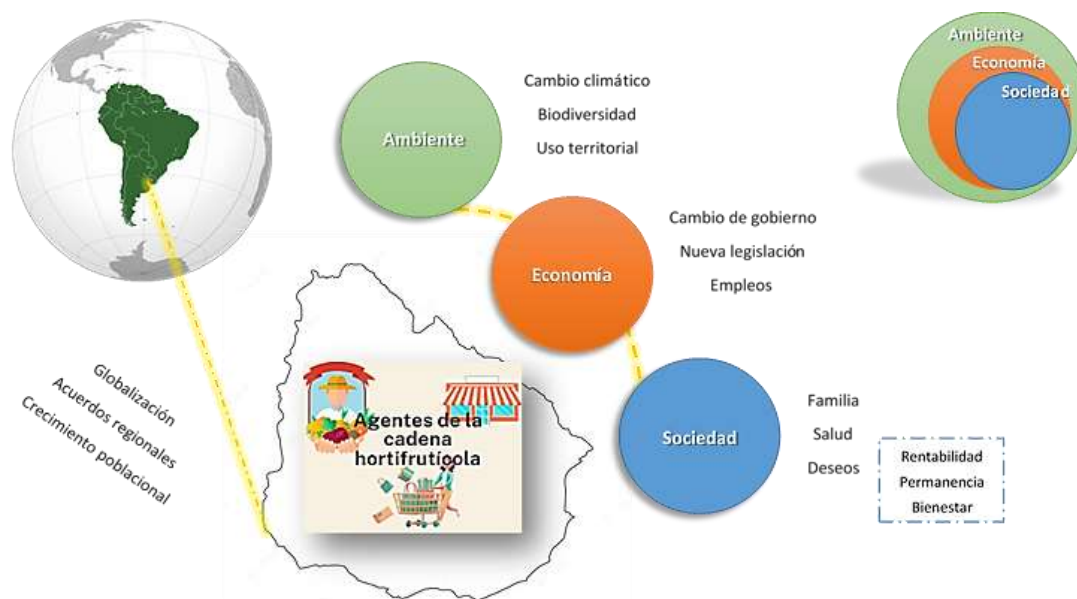 Ambiente
Economía
Sociedad
Cambio climático
Biodiversidad
Uso territorial
Ambiente
Cambio de gobierno
Nueva legislación
Empleos
Economía
Globalización
Acuerdos regionales
Crecimiento poblacional
Agentes de la
cadena
hortifrutícola
Sociedad
Familia
Salud
Deseos
Rentabilidad
Permanencia
Bienestar